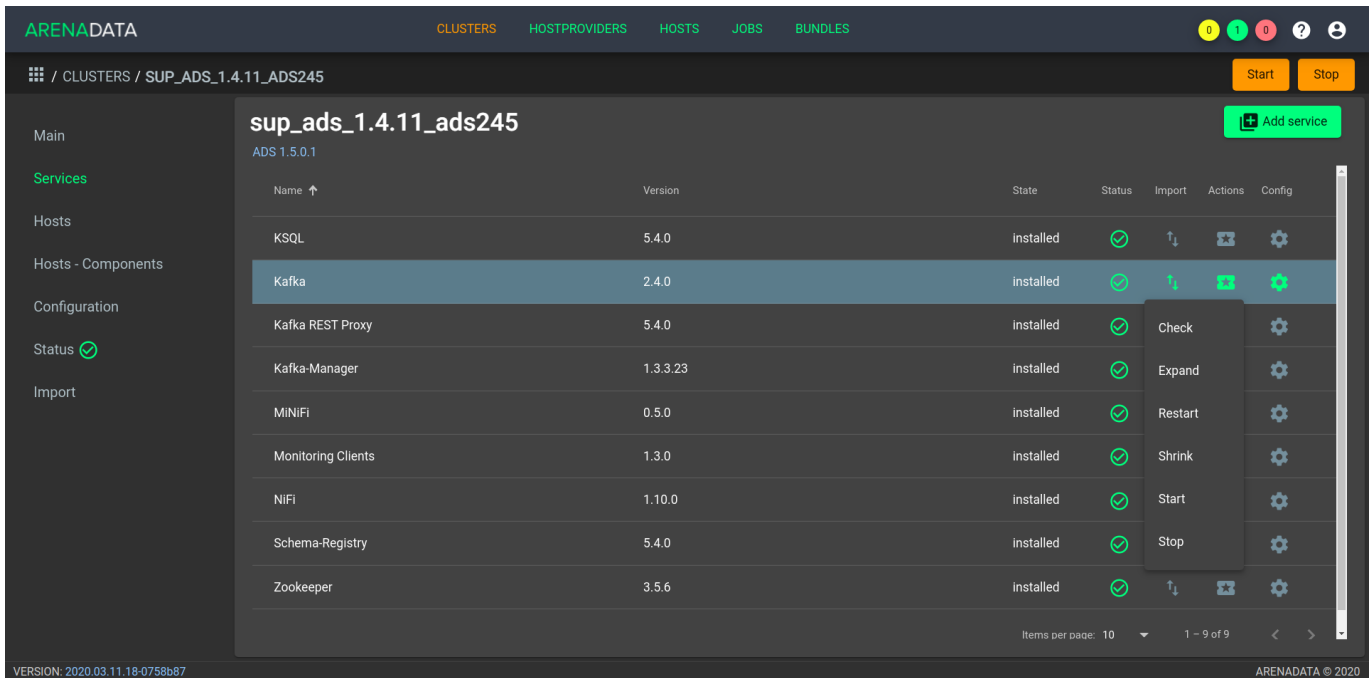 ARENADATA CLUSTERS HOSTPROVIDERS HOSTS JOBS BUNDLES 0 1 0
/ CLUSTERS / SUP_ADS_1.4.11_ADS245 Start Stop
Main
Services
Hosts
Hosts - Components
Configuration
Status
Import
sup_ads_1.4.11_ads245 Add service
ADS 1.5.0.1
Name Version State Status Import Actions Config
KSQL 5.4.0 installed
Kafka 2.4.0 installed
Kafka REST Proxy 5.4.0 installed
Kafka-Manager 1.3.3.23 installed
MiNiFi 0.5.0 installed
Monitoring Clients 1.3.0 installed
NiFi 1.10.0 installed
Schema-Registry 5.4.0 installed
Zookeeper 3.5.6 installed
Check
Expand
Restart
Shrink
Start
Stop
Items per page: 10 1 – 9 of 9
VERSION: 2020.03.11.18-0758b87 ARENADATA © 2020